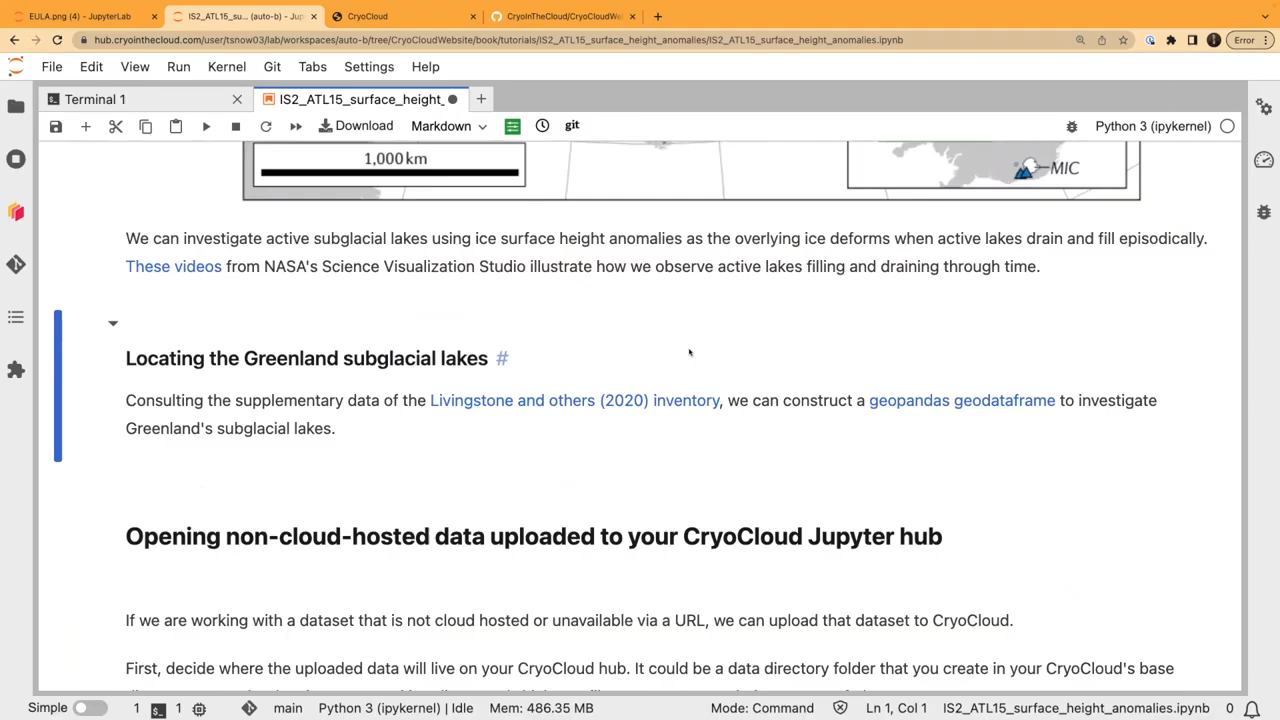 EULA.png (4) - JupyterLab
IS2_ATL15_su... (auto-b) - Jup
CryoCloud
CryoInTheCloud/CryoCloudWe
hub.cryointhecloud.com/user/tsnow03/lab/workspaces/auto-b/tree/CryoCloudWebsite/book/tutorials/IS2_ATL15_surface_height_anomalies/IS2_ATL15_surface_height_anomalies.ipynb
Error
File Edit View Run Kernel Git Tabs Settings Help
Terminal 1
IS2_ATL15_surface_height_
Download Markdown git Python 3 (ipykernel)
1,000 km
MIC
We can investigate active subglacial lakes using ice surface height anomalies as the overlying ice deforms when active lakes drain and fill episodically.
These videos from NASA's Science Visualization Studio illustrate how we observe active lakes filling and draining through time.
Locating the Greenland subglacial lakes #
Consulting the supplementary data of the Livingstone and others (2020) inventory, we can construct a geopandas geodataframe to investigate
Greenland's subglacial lakes.
Opening non-cloud-hosted data uploaded to your CryoCloud Jupyter hub
If we are working with a dataset that is not cloud hosted or unavailable via a URL, we can upload that dataset to CryoCloud.
First, decide where the uploaded data will live on your CryoCloud hub. It could be a data directory folder that you create in your CryoCloud's base
Simple 1 1 main Python 3 (ipykernel) | Idle Mem: 486.35 MB Mode: Command Ln 1, Col 1 IS2_ATL15_surface_height_anomalies.ipynb 0